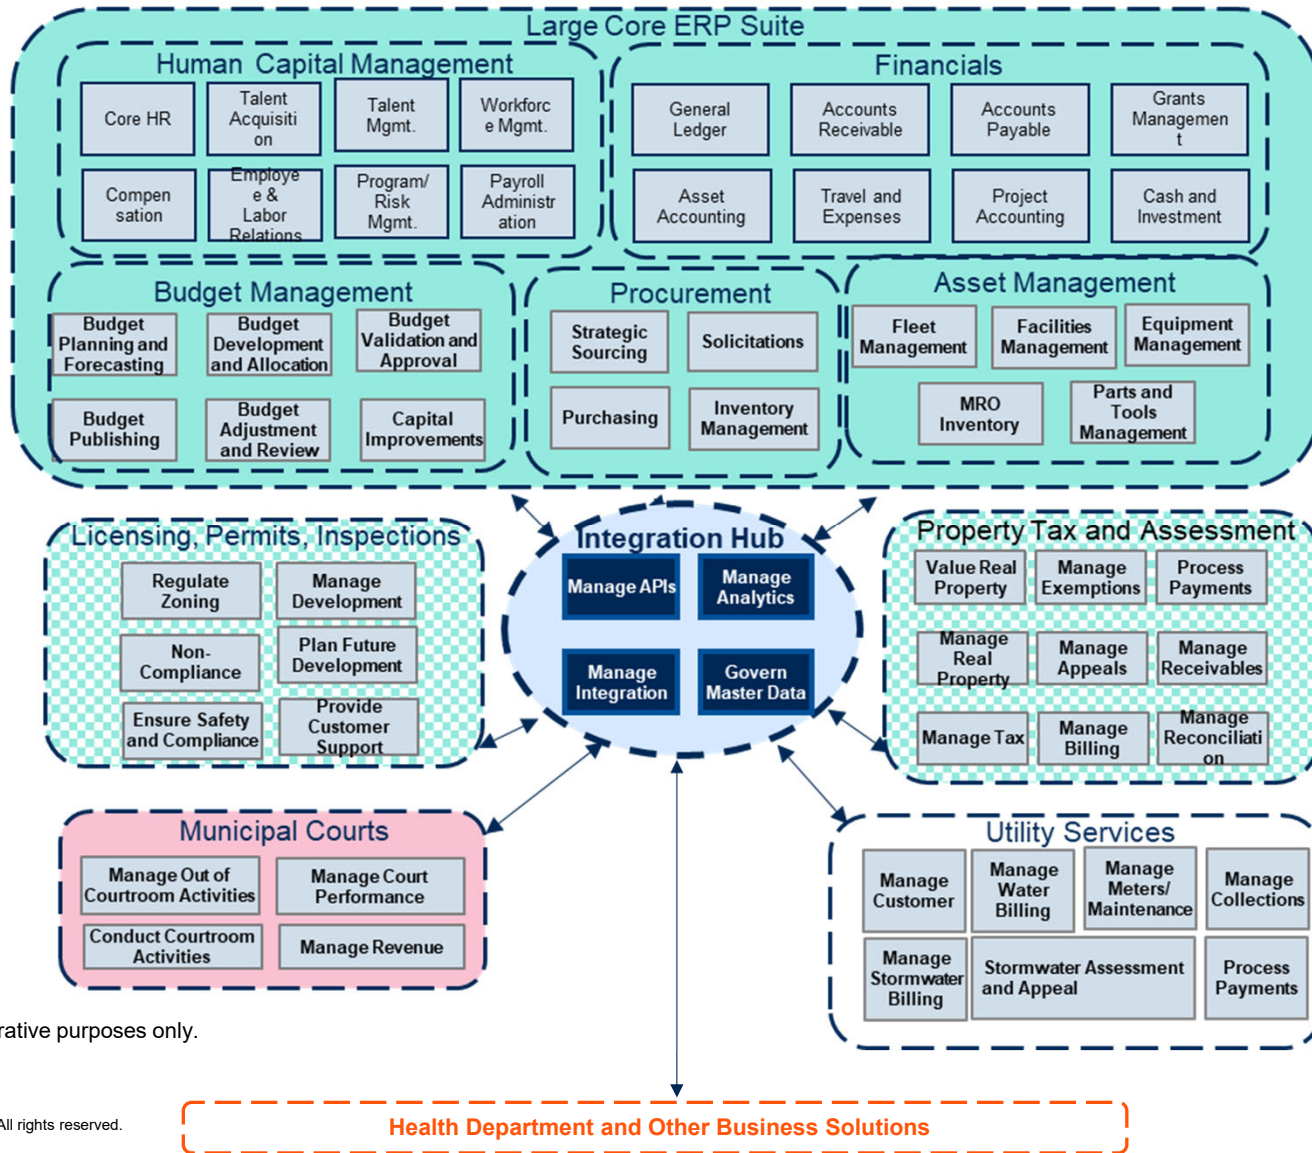 Large Core ERP Suite
Human Capital Management
Core HR
Talent
Acquisiti
on
Talent
Mgmt.
Workforc
e Mgmt.
Compen
sation
Employe
e &
Labor
Relations
Program/
Risk
Mgmt.
Payroll
Administr
ation
Financials
General
Ledger
Accounts
Receivable
Accounts
Payable
Grants
Managemen
t
Asset
Accounting
Travel and
Expenses
Project
Accounting
Cash and
Investment
Budget Management
Budget
Planning and
Forecasting
Budget
Development
and Allocation
Budget
Validation and
Approval
Budget
Publishing
Budget
Adjustment
and Review
Capital
Improvements
Procurement
Strategic
Sourcing
Solicitations
Purchasing
Inventory
Management
Asset Management
Fleet
Management
Facilities
Management
Equipment
Management
MRO
Inventory
Parts and
Tools
Management
Licensing, Permits, Inspections
Regulate
Zoning
Manage
Development
Non-
Compliance
Plan Future
Development
Ensure Safety
and Compliance
Provide
Customer
Support
Integration Hub
Manage APIs
Manage
Analytics
Manage
Integration
Govern
Master Data
Property Tax and Assessment
Value Real
Property
Manage
Exemptions
Process
Payments
Manage
Real
Property
Manage
Appeals
Manage
Receivables
Manage Tax
Manage
Billing
Manage
Reconciliati
on
Municipal Courts
Manage Out of
Courtroom Activities
Manage Court
Performance
Conduct Courtroom
Activities
Manage Revenue
Utility Services
Manage
Customer
Manage
Water
Billing
Manage
Meters/
Maintenance
Manage
Collections
Manage
Stormwater
Billing
Stormwater Assessment
and Appeal
Process
Payments
rative purposes only.
All rights reserved.
Health Department and Other Business Solutions